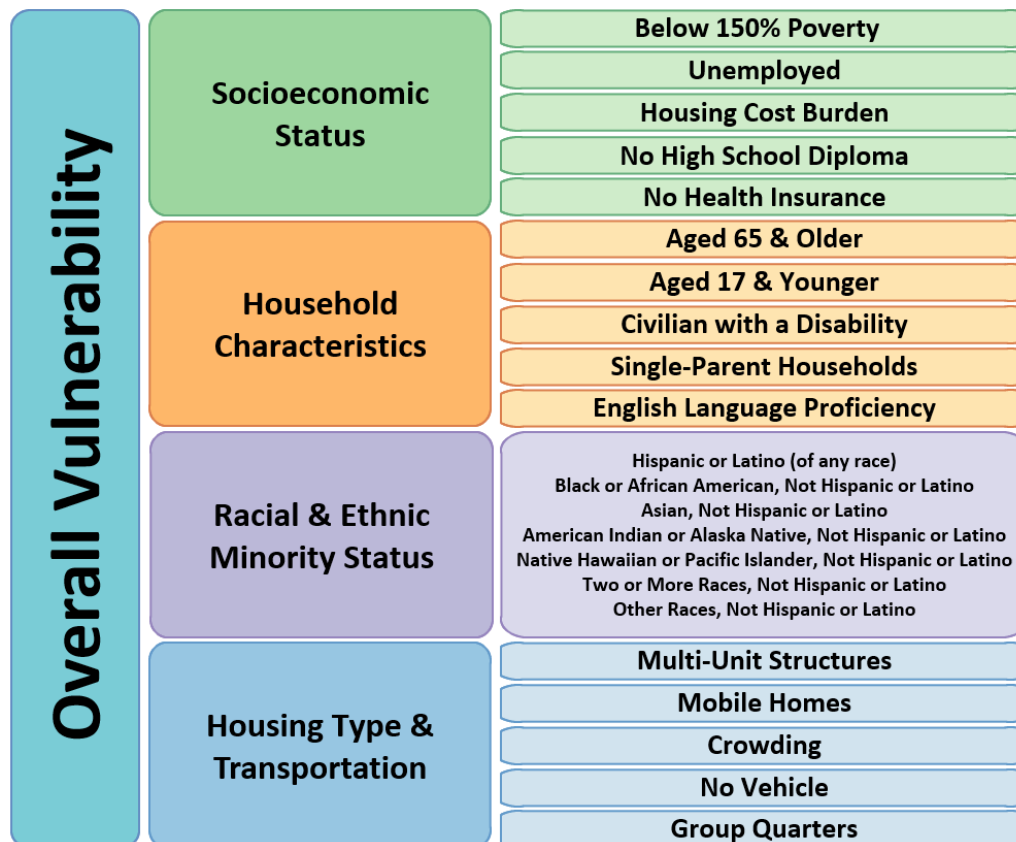 Overall Vulnerability
Socioeconomic
Status
Below 150% Poverty
Unemployed
Housing Cost Burden
No High School Diploma
No Health Insurance
Household
Characteristics
Aged 65 & Older
Aged 17 & Younger
Civilian with a Disability
Single-Parent Households
English Language Proficiency
Racial & Ethnic
Minority Status
Hispanic or Latino (of any race)
Black or African American, Not Hispanic or Latino
Asian, Not Hispanic or Latino
American Indian or Alaska Native, Not Hispanic or Latino
Native Hawaiian or Pacific Islander, Not Hispanic or Latino
Two or More Races, Not Hispanic or Latino
Other Races, Not Hispanic or Latino
Housing Type &
Transportation
Multi-Unit Structures
Mobile Homes
Crowding
No Vehicle
Group Quarters